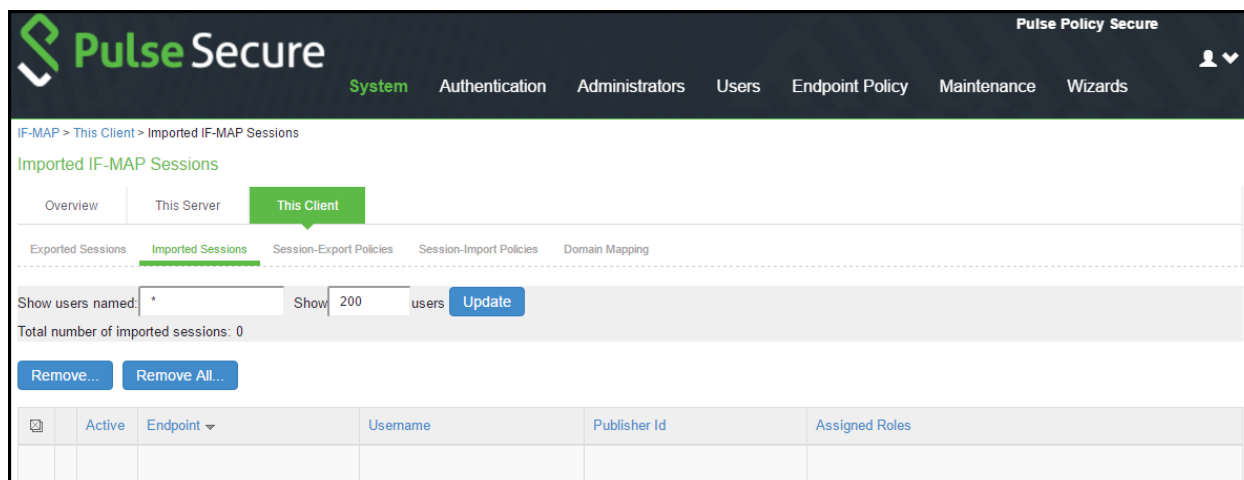 Pulse Policy Secure
Pulse Secure
System Authentication Administrators Users Endpoint Policy Maintenance Wizards
IF-MAP > This Client > Imported IF-MAP Sessions
Imported IF-MAP Sessions
Overview This Server This Client
Exported Sessions Imported Sessions Session-Export Policies Session-Import Policies Domain Mapping
Show users named: * Show 200 users Update
Total number of imported sessions: 0
Remove... Remove All...
Active Endpoint Username Publisher Id Assigned Roles